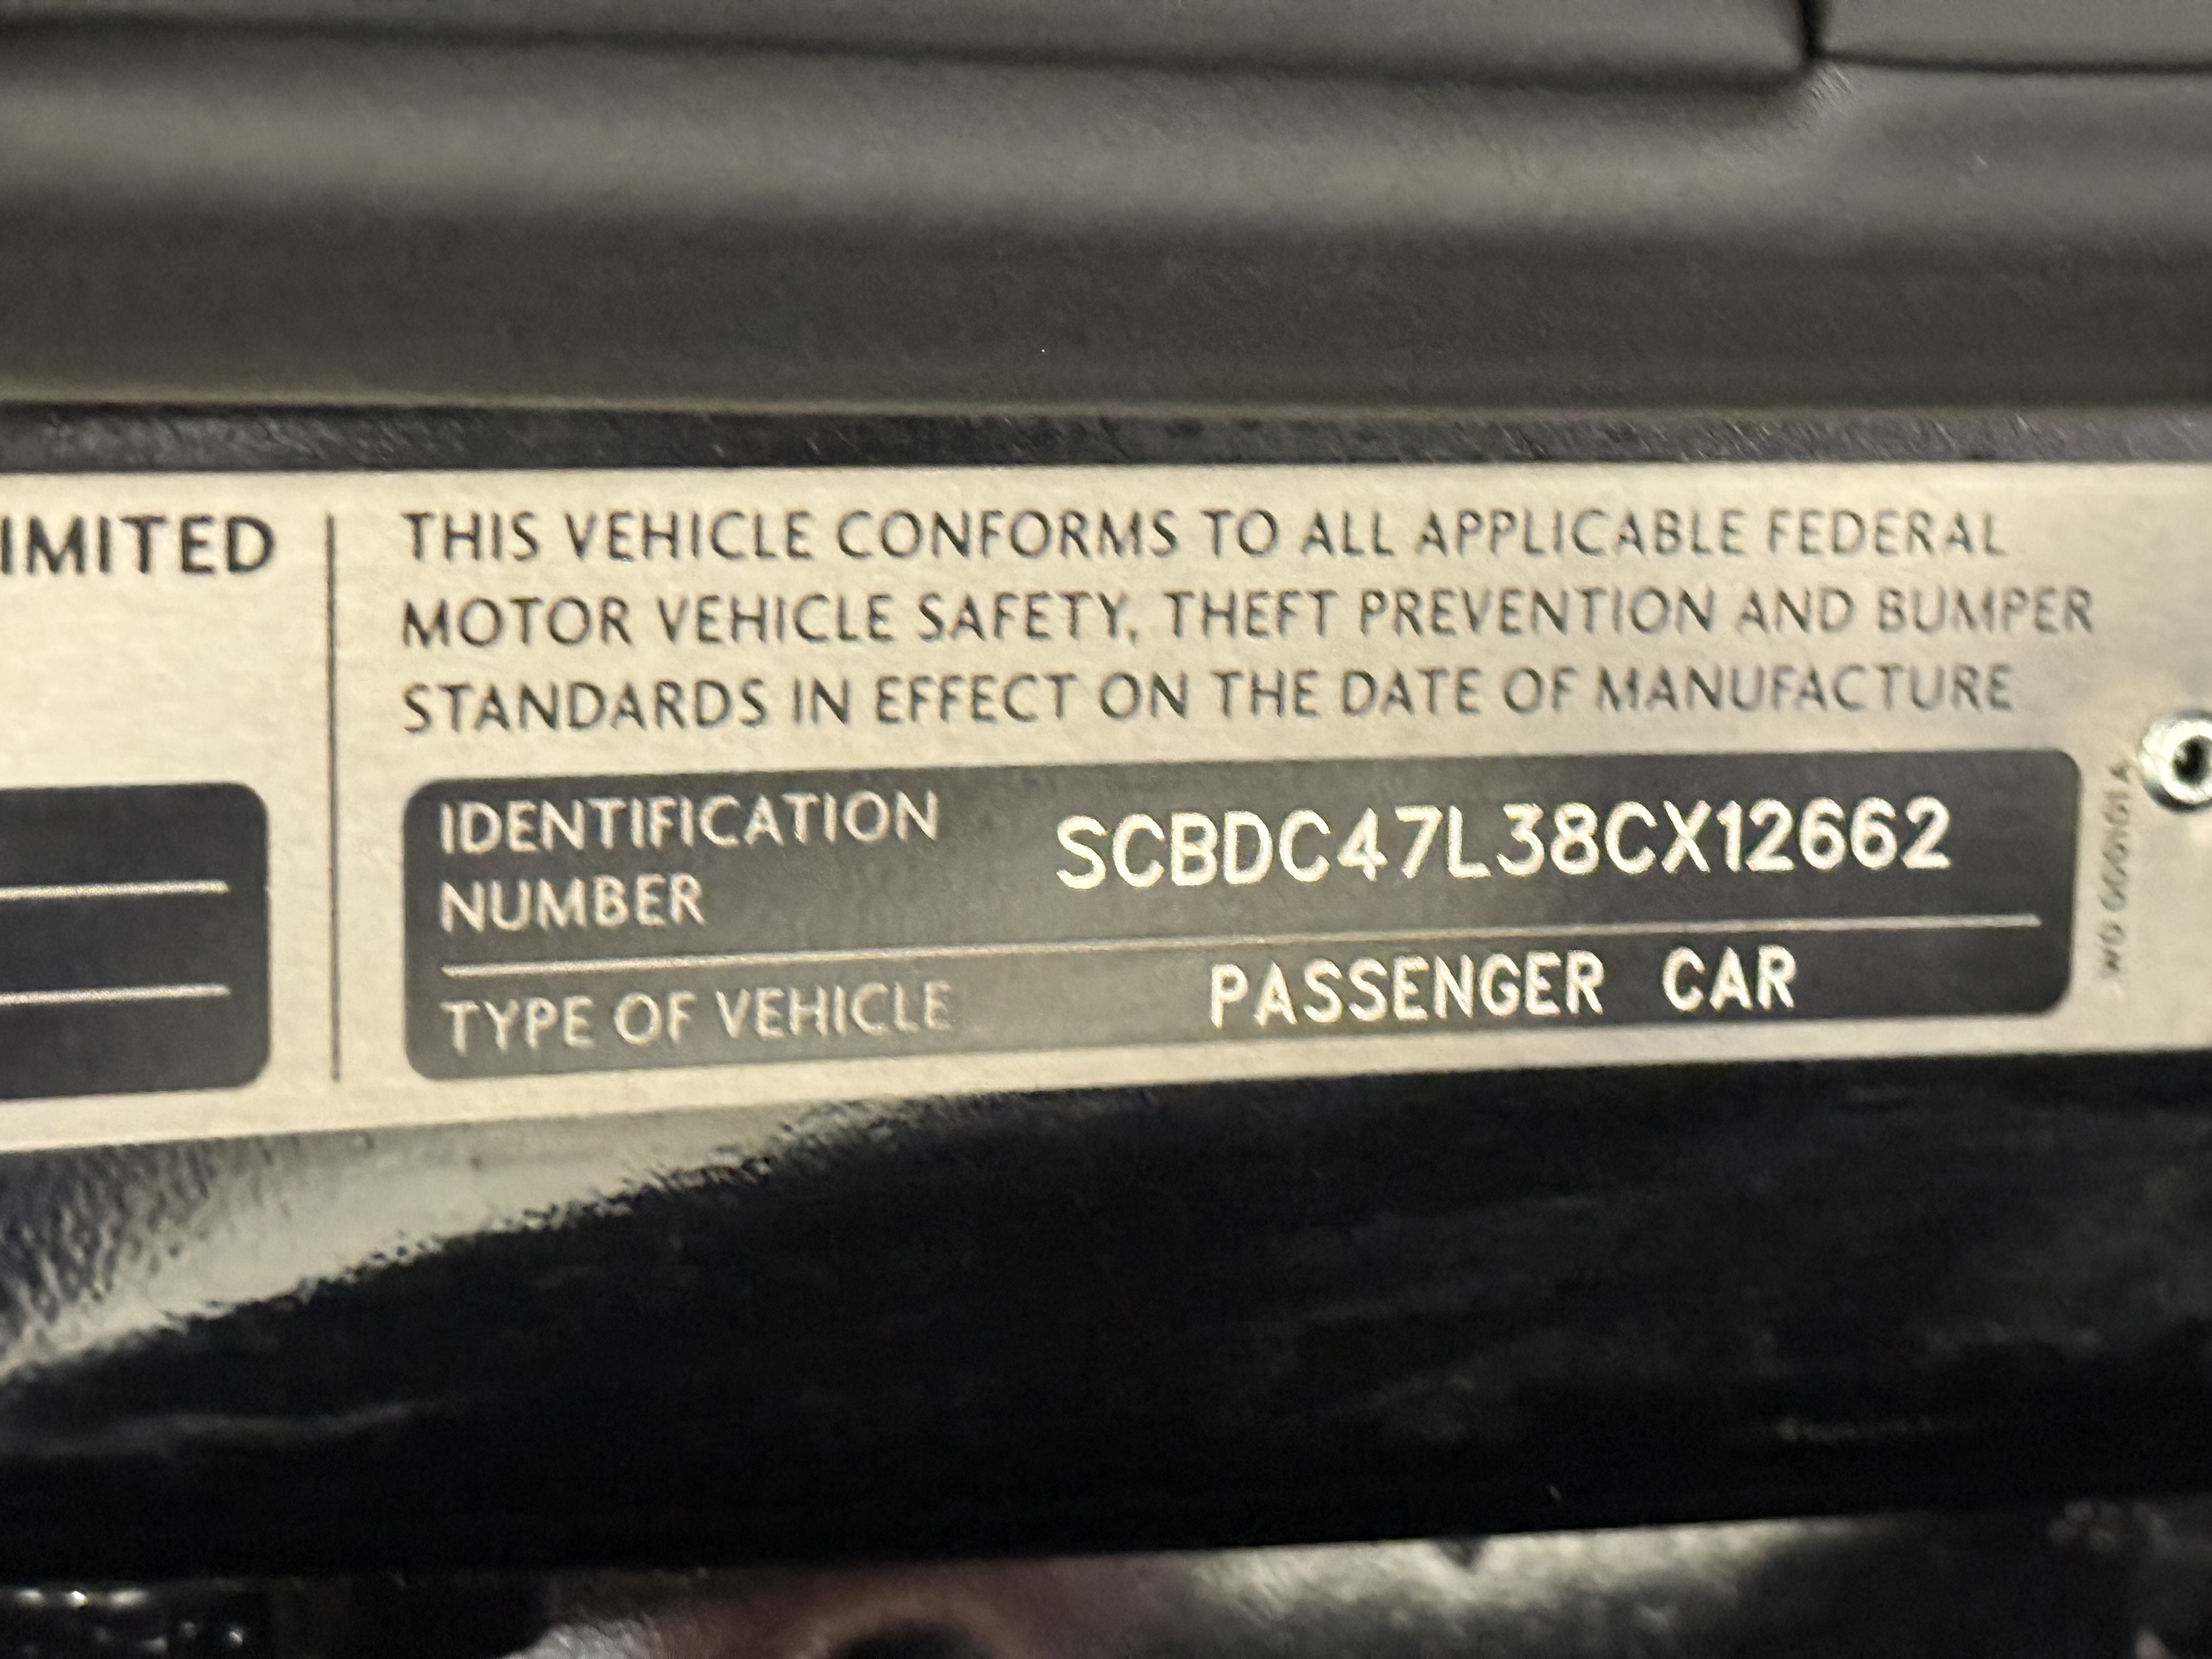 IMITED
THIS VEHICLE CONFORMS TO ALL APPLICABLE FEDERAL
MOTOR VEHICLE SAFETY, THEFT PREVENTION AND BUMPER
STANDARDS IN EFFECT ON THE DATE OF MANUFACTURE
IDENTIFICATION
NUMBER
SCBDC47L38CX12662
TYPE OF VEHICLE
PASSENGER CAR